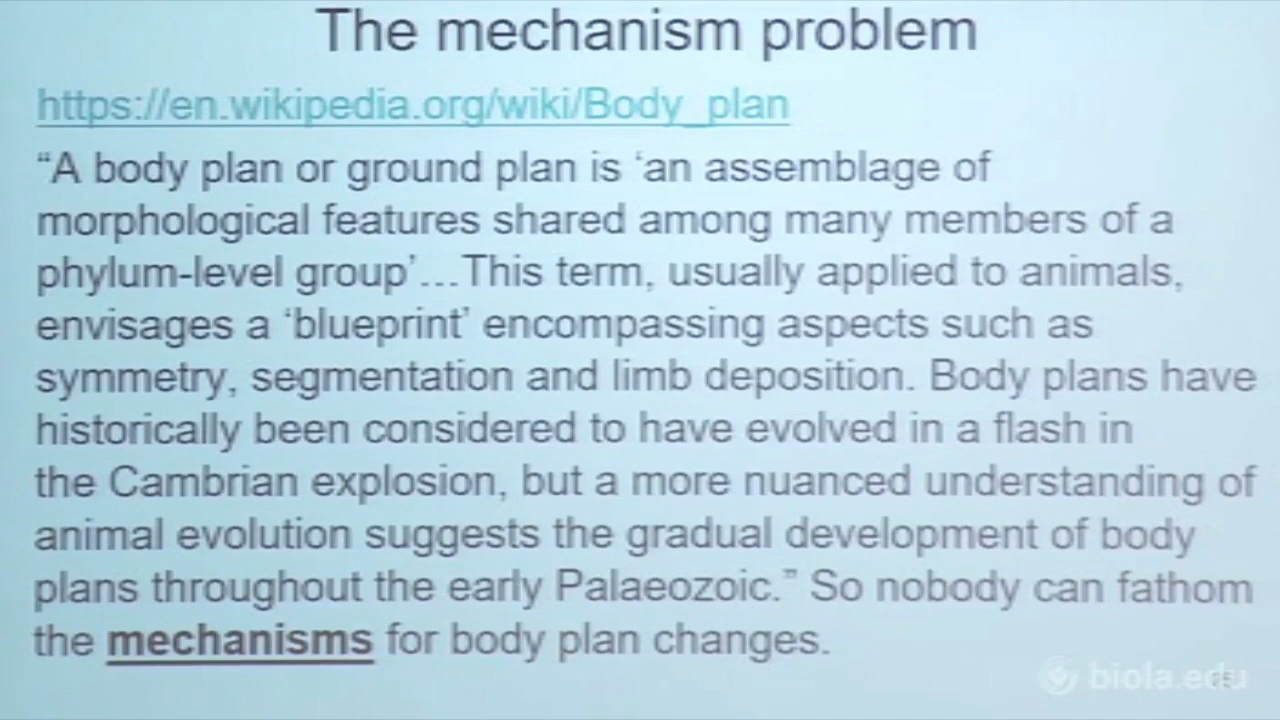 The mechanism problem
https://en.wikipedia.org/wiki/Body_plan
“A body plan or ground plan is ‘an assemblage of
morphological features shared among many members of a
phylum-level group’…This term, usually applied to animals,
envisages a ‘blueprint’ encompassing aspects such as
symmetry, segmentation and limb deposition. Body plans have
historically been considered to have evolved in a flash in
the Cambrian explosion, but a more nuanced understanding of
animal evolution suggests the gradual development of body
plans throughout the early Palaeozoic.” So nobody can fathom
the mechanisms for body plan changes.
biola.edu